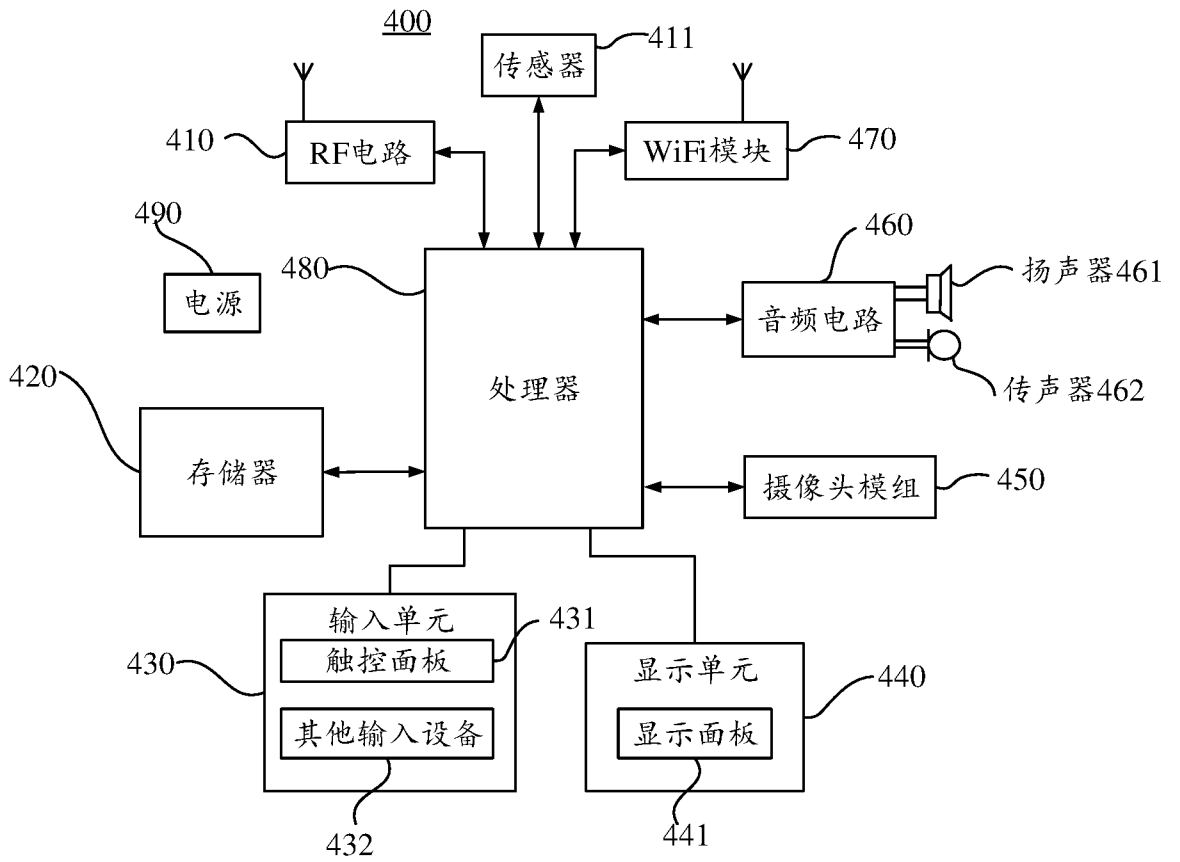 400
传感器
411
410
RF电路
WiFi模块
470
490
电源
480
处理器
460
音频电路
扬声器461
传声器462
420
存储器
摄像头模组
450
输入单元
触控面板
431
430
其他输入设备
432
显示单元
440
显示面板
441